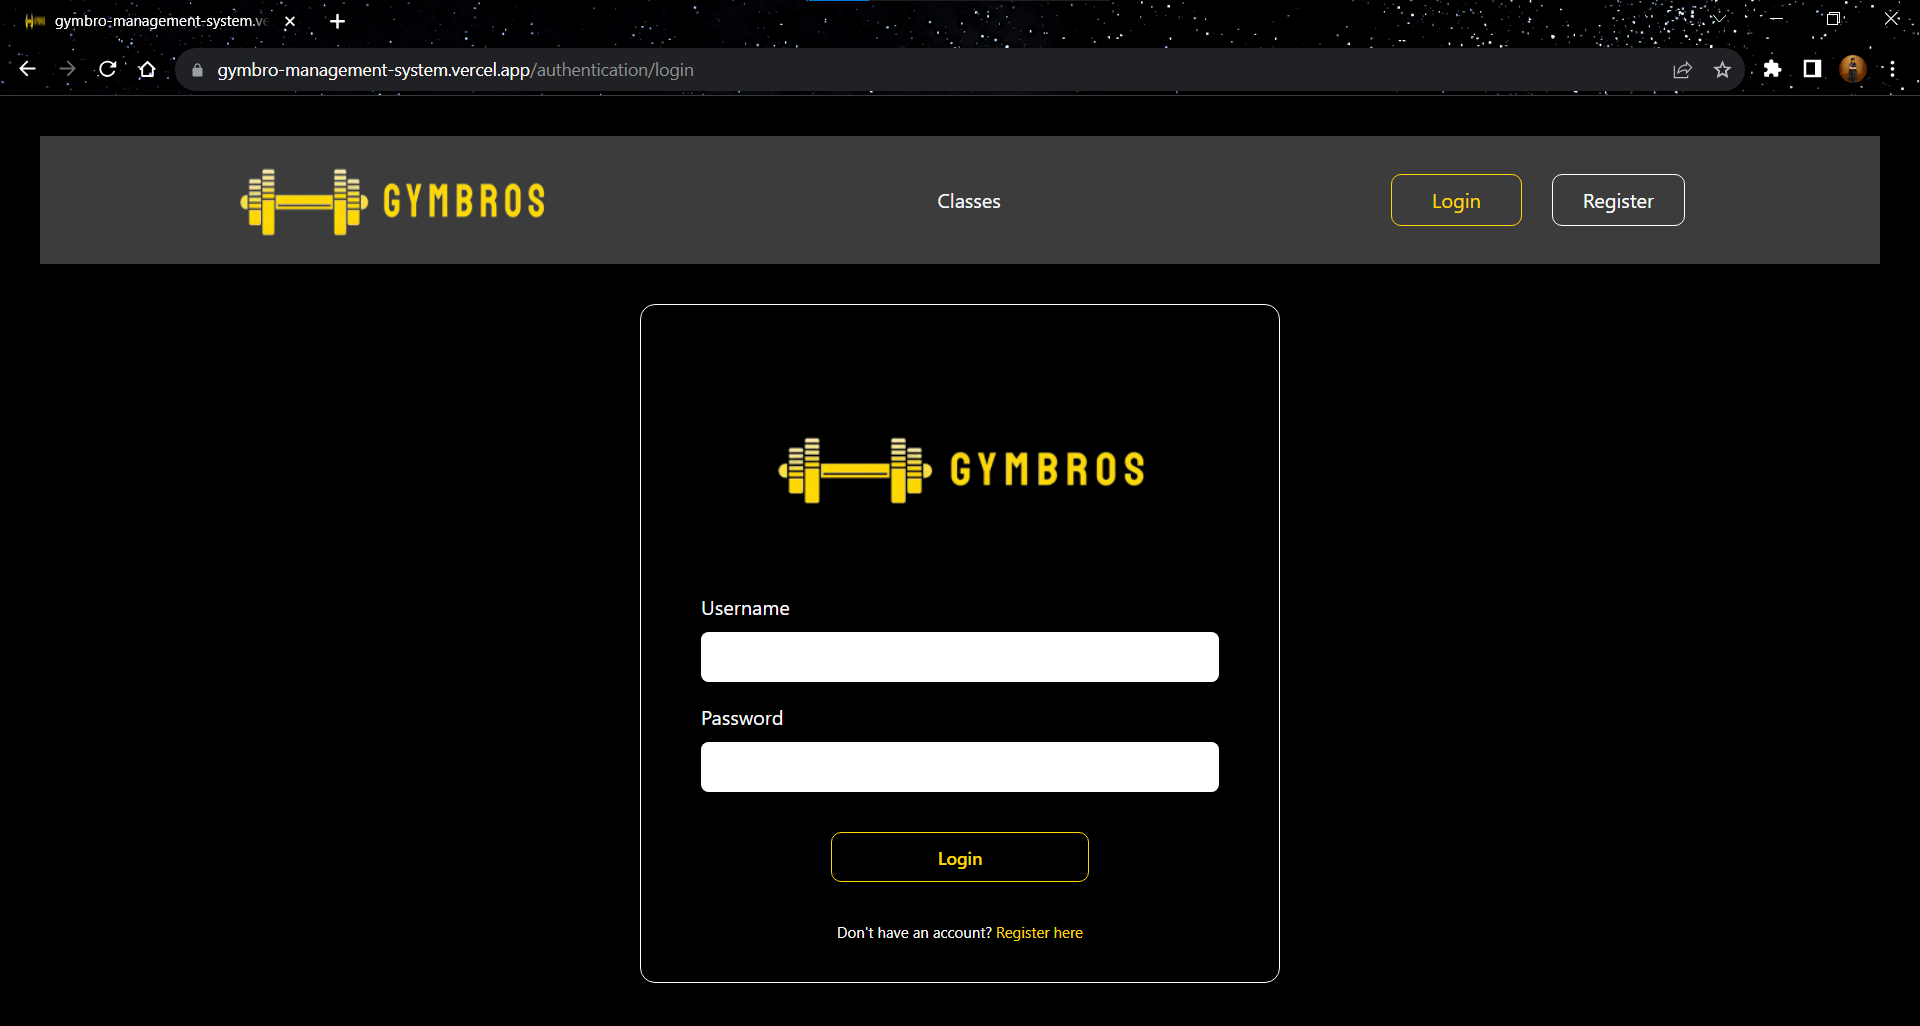 gymbro-management-system.ve
gymbro-management-system.vercel.app/authentication/login
GYMBROS
Classes
Login
Register
GYMBROS
Username
Password
Login
Don't have an account? Register here